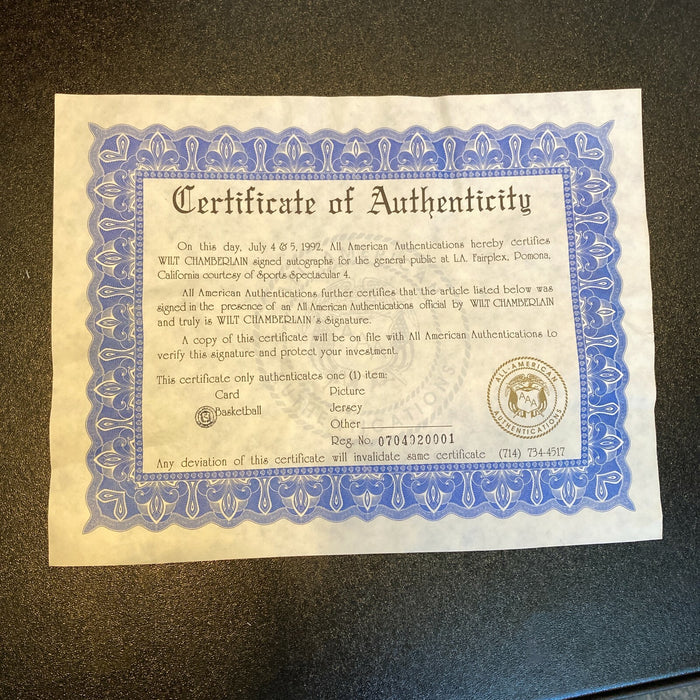 Certificate of Authenticity
On this day, July 4 & 5, 1992, All American Authentications hereby certifies
WILT CHAMBERLAIN signed autographs for the general public at L.A. Fairplex, Pomona,
California courtesy of Sports Spectacular 4.
All American Authentications further certifies that the article listed below was
signed in the presence of an All American Authentications official by WILT CHAMBERLAIN
and truly is WILT CHAMBERLAIN's Signature.
A copy of this certificate will be on file with All American Authentications to
verify this signature and protect your investment.
This certificate only authenticates one (1) item:
Card Picture
Basketball Jersey
Other
Reg. No. 0704920001
Any deviation of this certificate will invalidate same certificate (714) 734-4517
ALL-AMERICAN
AAA
AUTHENTICATIONS